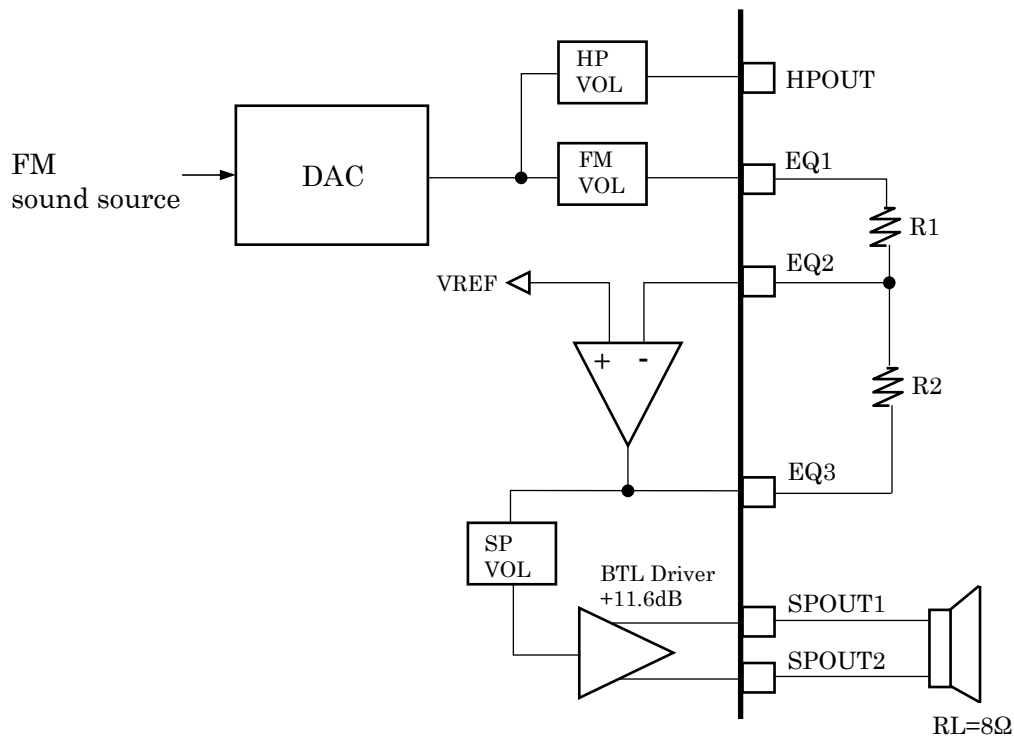 HP
VOL
HPOUT
FM
sound source
DAC
FM
VOL
EQ1
R1
VREF
EQ2
+
-
R2
EQ3
SP
VOL
BTL Driver
+11.6dB
SPOUT1
SPOUT2
RL=8Ω